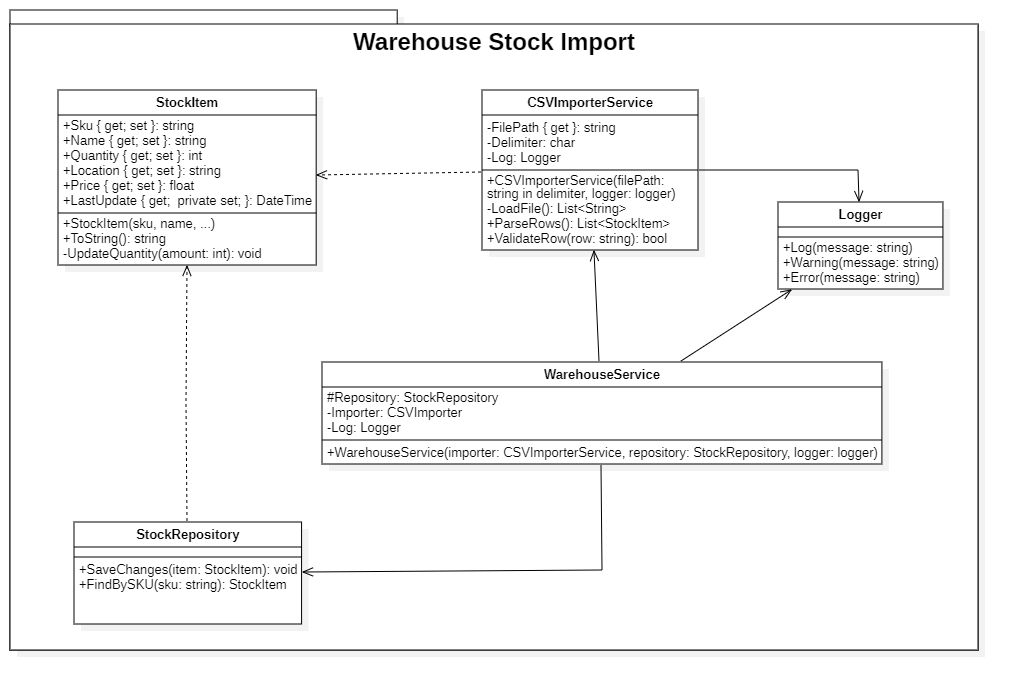 Warehouse Stock Import
StockItem
+Sku { get; set }: string
+Name { get; set }: string
+Quantity { get; set }: int
+Location { get; set }: string
+Price { get; set }: float
+LastUpdate { get;  private set; }: DateTime
+StockItem(sku, name, ...)
+ToString(): string
-UpdateQuantity(amount: int): void
CSVImporterService
-FilePath { get }: string
-Delimiter: char
-Log: Logger
+CSVImporterService(filePath:
string in delimiter, logger: logger)
-LoadFile(): List<String>
+ParseRows(): List<StockItem>
+ValidateRow(row: string): bool
Logger
+Log(message: string)
+Warning(message: string)
+Error(message: string)
WarehouseService
#Repository: StockRepository
-Importer: CSVImporter
-Log: Logger
+WarehouseService(importer: CSVImporterService, repository: StockRepository, logger: logger)
StockRepository
+SaveChanges(item: StockItem): void
+FindBySKU(sku: string): StockItem